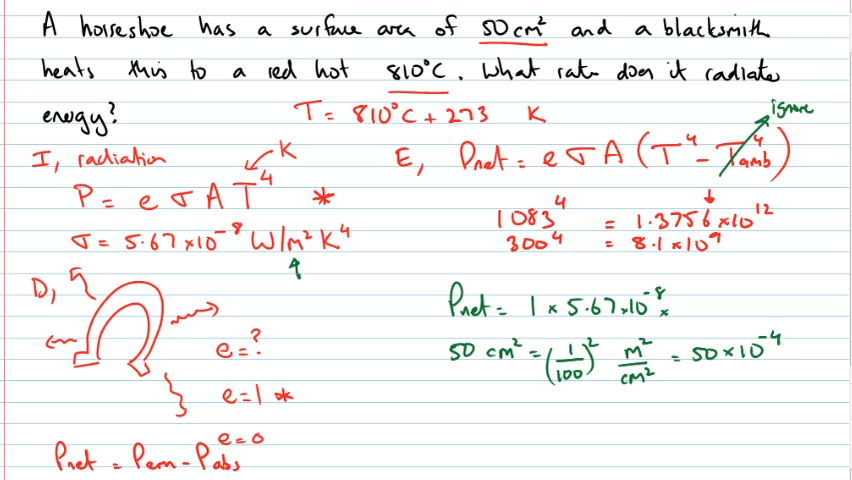 A horseshoe has a surface area of 50 cm² and a blacksmith
heats this to a red hot 810°C. What rate does it radiate
energy?
T = 810°C + 273 K
ignore
I, radiation
K
E, Pnet = e σ A (T⁴ - T⁴amb)
P = e σ A T⁴ *
1083⁴ = 1.3756 × 10¹²
σ = 5.67 × 10⁻⁸ W/m² K⁴
300⁴ = 8.1 × 10⁹
D,
Pnet = 1 × 5.67 × 10⁻⁸ ×
e = ?
50 cm² = (1/100)² m²/cm² = 50 × 10⁻⁴
e = 1 *
e = 0
Pnet = Pem - Pabs